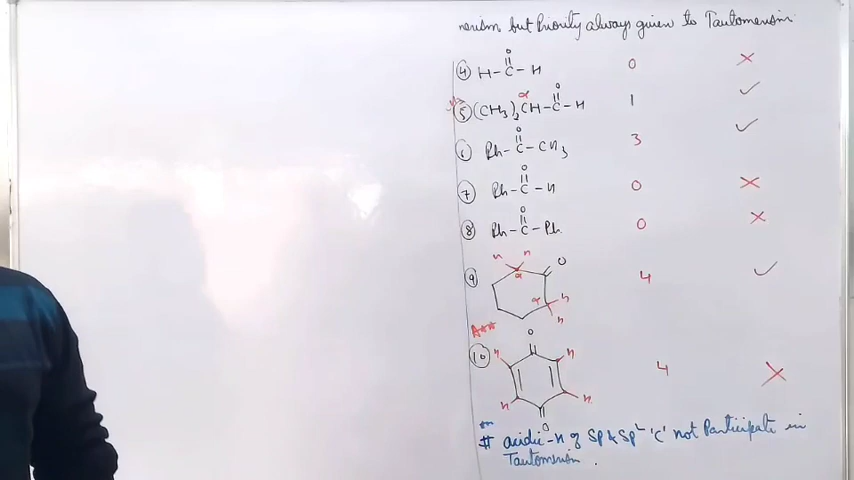 nerism but Priority always given to Tautomerism
④ H-C-H O 0 ×
⑤ (CH₃)₂CH-C-H O α 1 ✓
⑥ Ph-C-CH₃ O 3 ✓
⑦ Ph-C-H O 0 ×
⑧ Ph-C-Ph O 0 ×
⑨ H H α O α H H 4 ✓
⑩ O H H H H O 4 ×
# acidic-H of SP & SP² 'C' not Participate in
Tautomerism .